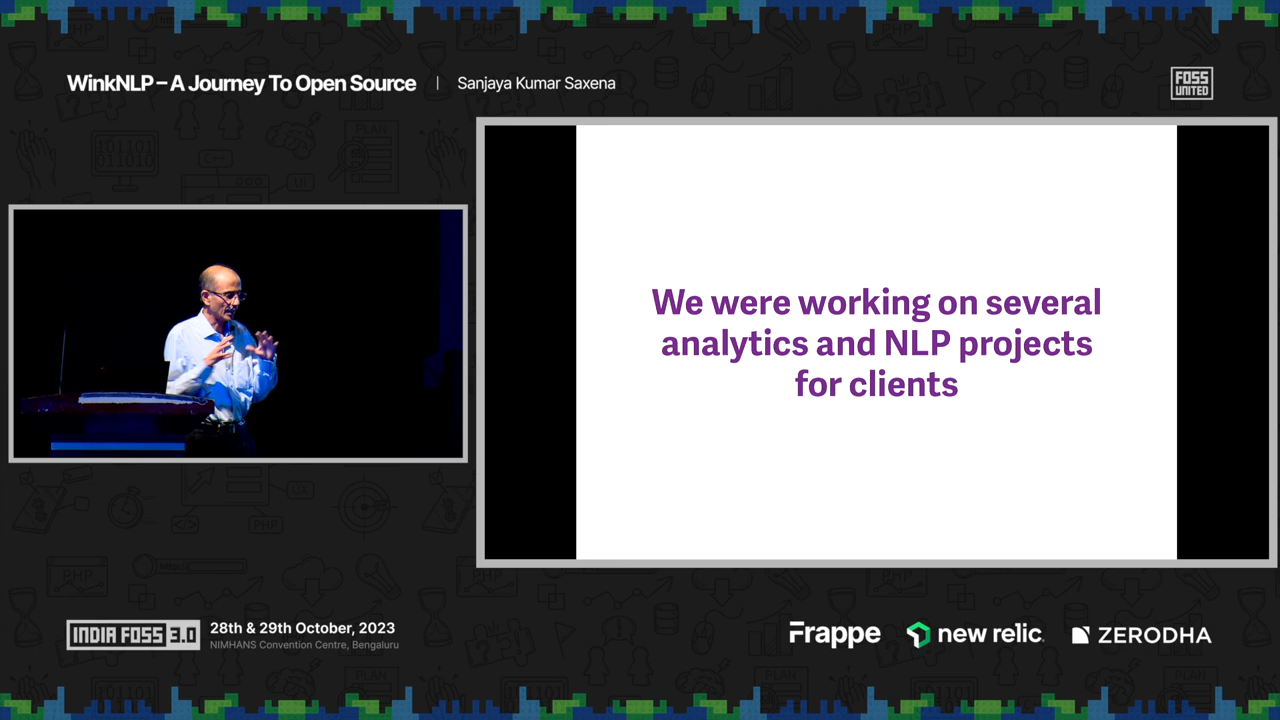 WinkNLP – A Journey To Open Source | Sanjaya Kumar Saxena
FOSS
UNITED
We were working on several
analytics and NLP projects
for clients
INDIA FOSS 3.0
28th & 29th October, 2023
NIMHANS Convention Centre, Bengaluru
Frappe
new relic
ZERODHA